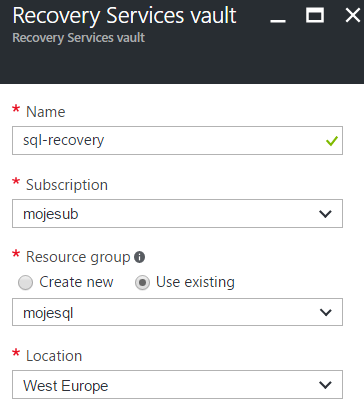 Recovery Services vault
Recovery Services vault
* Name
sql-recovery
* Subscription
mojesub
* Resource group
Create new Use existing
mojesql
* Location
West Europe